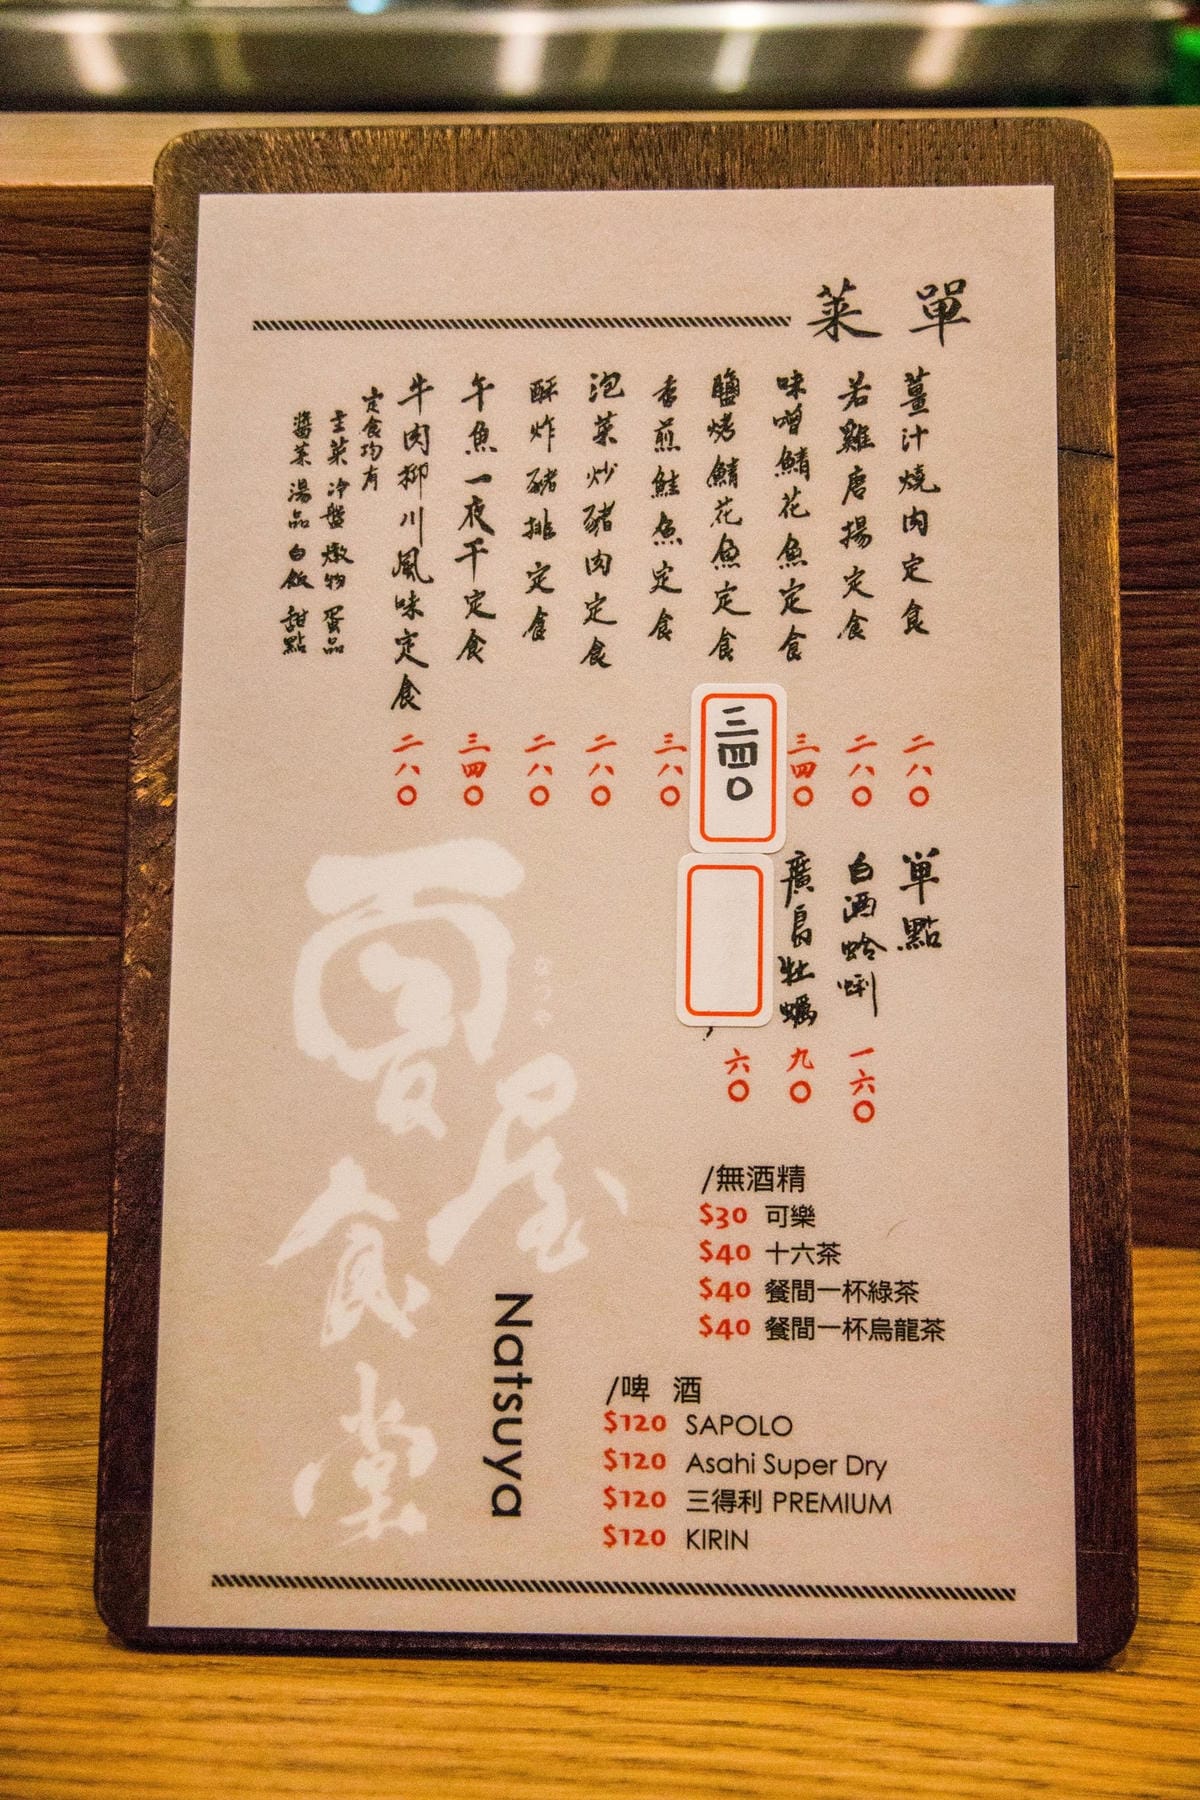 菜單
薑汁燒肉定食 二八〇
若雞唐揚定食 二八〇
味噌鯖花魚定食 三四〇
鹽烤鯖花魚定食 三四〇
香煎鮭魚定食 三八〇
泡菜炒豬肉定食 二八〇
酥炸豬排定食 二八〇
午魚一夜干定食 三四〇
牛肉柳川風味定食 二八〇
定食均有
主菜 冷盤 燉物 蛋品
醬菜 湯品 白飯 甜點
单點
白酒蛤蜊 一六〇
廣島牡蠣 九〇
六〇
/無酒精
$30 可樂
$40 十六茶
$40 餐間一杯綠茶
$40 餐間一杯烏龍茶
/啤 酒
$120 SAPOLO
$120 Asahi Super Dry
$120 三得利 PREMIUM
$120 KIRIN
なつや
夏屋
食堂
Natsuya